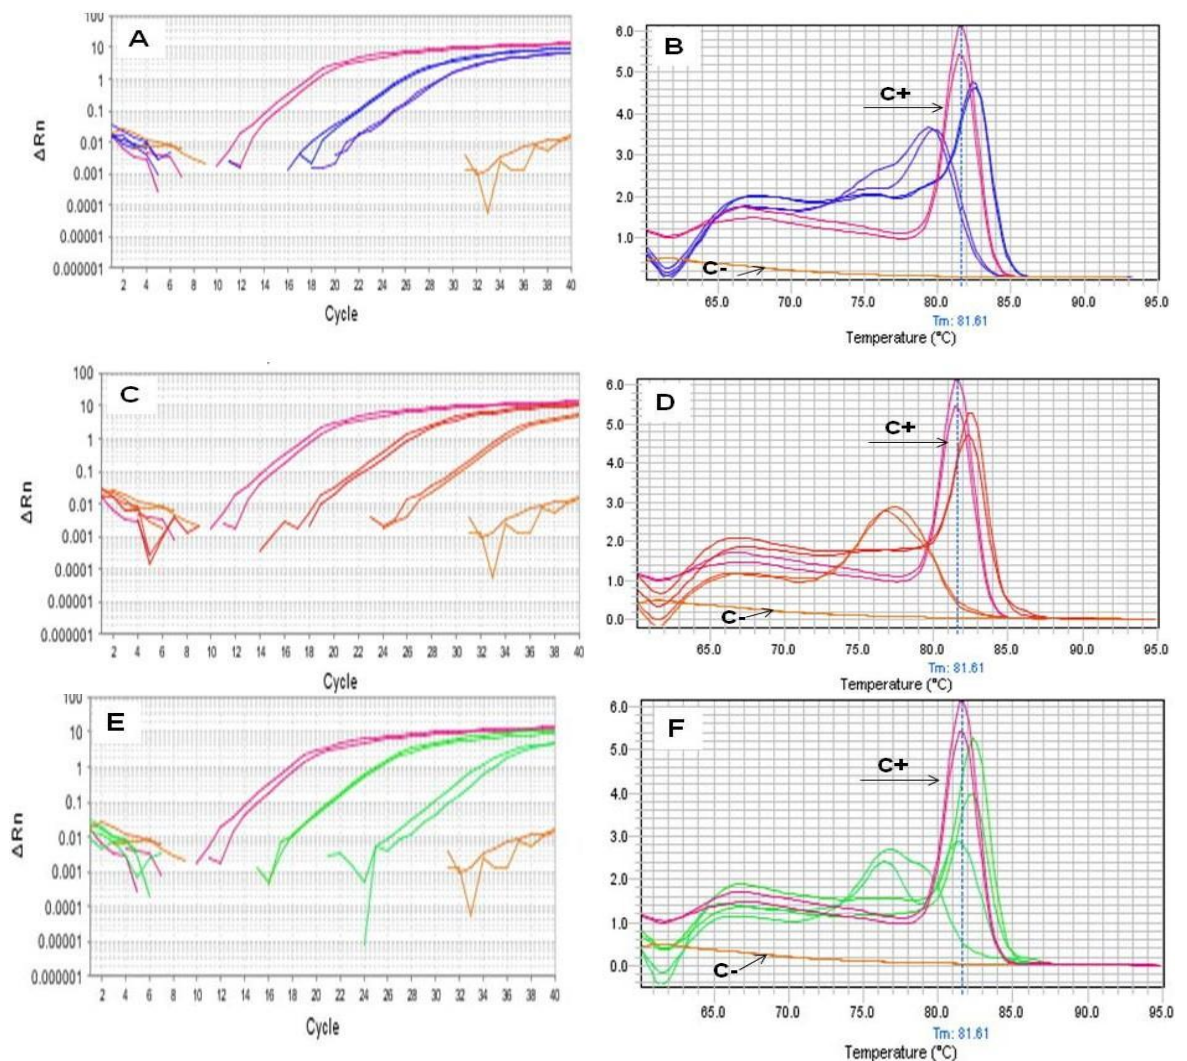 A
100
10
1
0.1
0.01
0.001
0.0001
0.00001
0.000001
ΔRn
2 4 6 8 10 12 14 16 18 20 22 24 26 28 30 32 34 36 38 40
Cycle
B
6.0
5.0
4.0
3.0
2.0
1.0
C+
C-
65.0 70.0 75.0 80.0 85.0 90.0 95.0
Tm: 81.61
Temperature (°C)
C
100
10
1
0.1
0.01
0.001
0.0001
0.00001
0.000001
ΔRn
2 4 6 8 10 12 14 16 18 20 22 24 26 28 30 32 34 36 38 40
Cycle
D
6.0
5.0
4.0
3.0
2.0
1.0
0.0
C+
C-
65.0 70.0 75.0 80.0 85.0 90.0 95.0
Tm: 81.61
Temperature (°C)
E
100
10
1
0.1
0.01
0.001
0.0001
0.00001
0.000001
ΔRn
2 4 6 8 10 12 14 16 18 20 22 24 26 28 30 32 34 36 38 40
Cycle
F
6.0
5.0
4.0
3.0
2.0
1.0
0.0
C+
C-
65.0 70.0 75.0 80.0 85.0 90.0 95.0
Tm: 81.61
Temperature (°C)